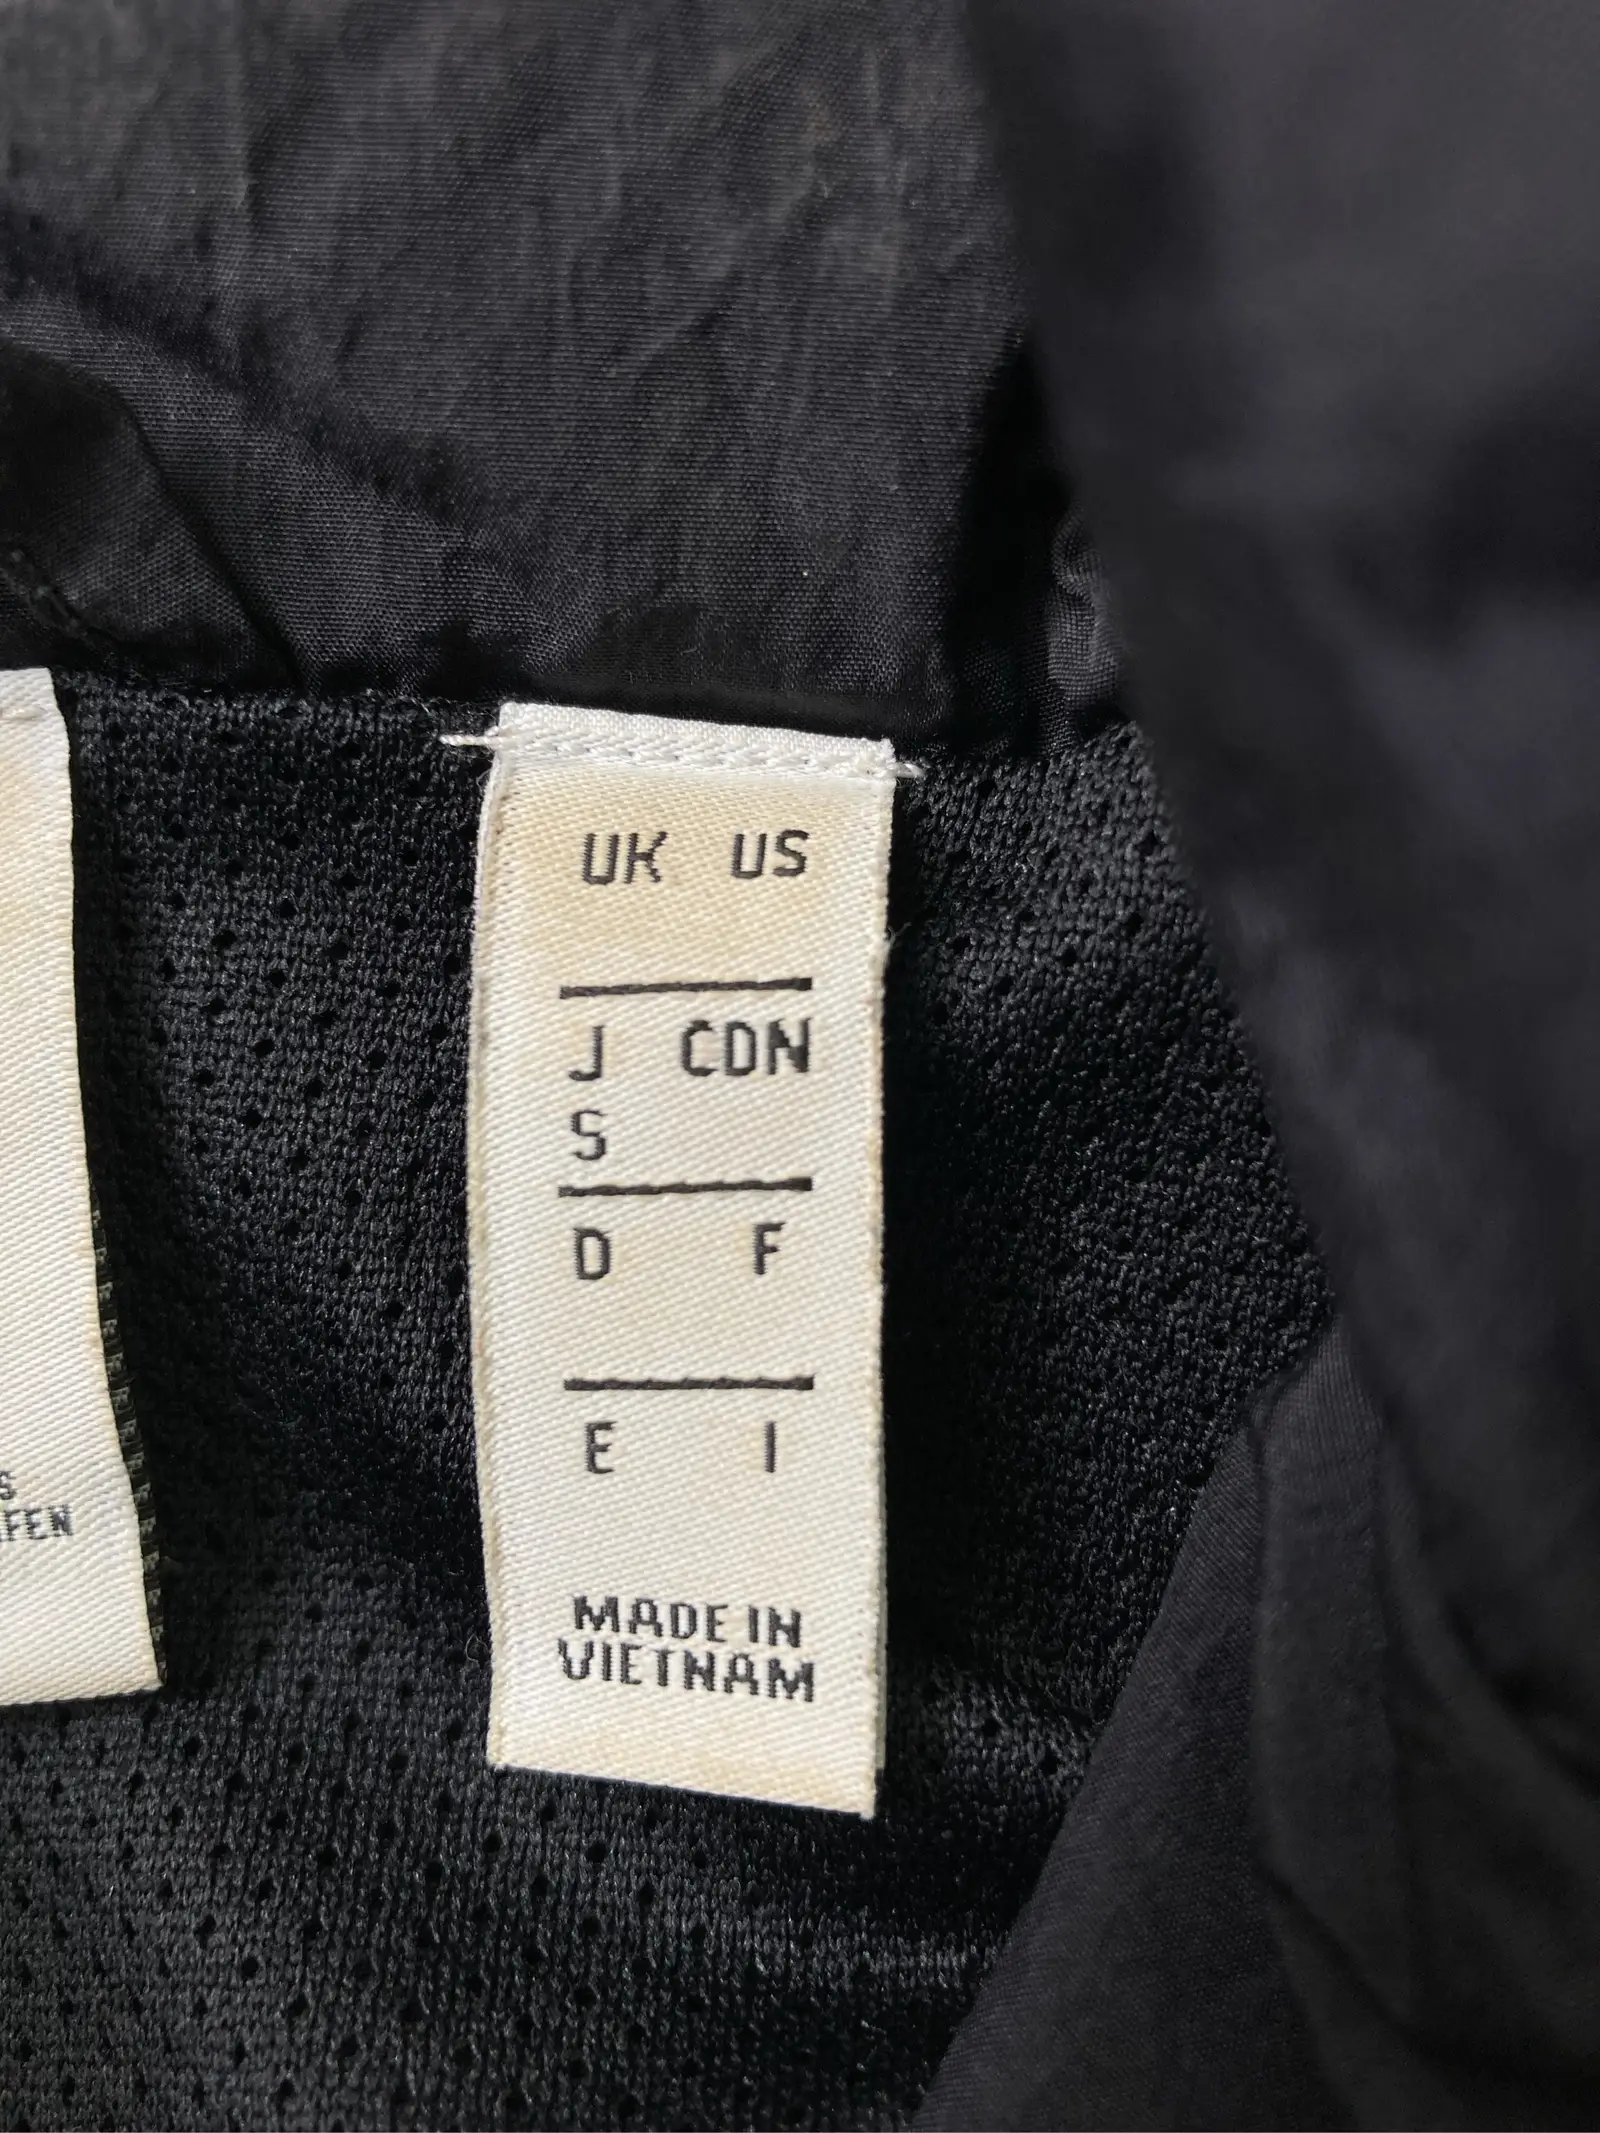 UK US
J CDN
S
D F
E I
MADE IN
VIETNAM